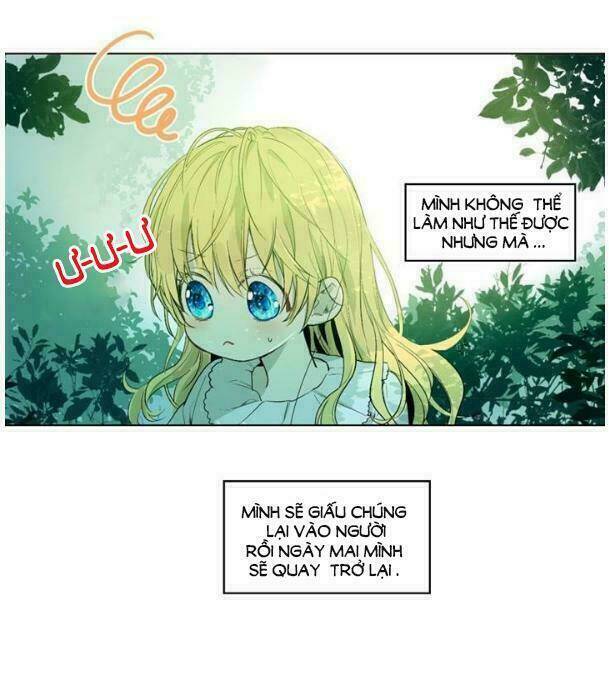 MÌNH KHÔNG THỂ
LÀM NHƯ THẾ ĐƯỢC
NHƯNG MÀ ...
Ư-Ư-Ư
MÌNH SẼ GIẤU CHÚNG
LẠI VÀO NGƯỜI
RỒI NGÀY MAI MÌNH
SẼ QUAY TRỞ LẠI .